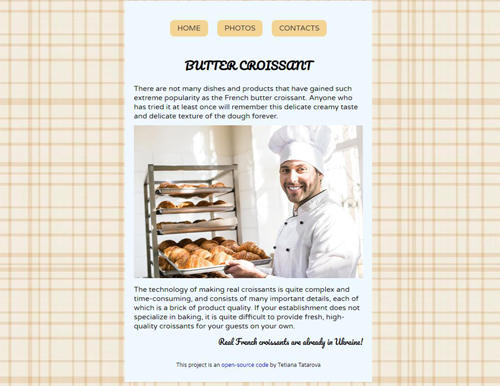 HOME PHOTOS CONTACTS
BUTTER CROISSANT
There are not many dishes and products that have gained such
extreme popularity as the French butter croissant. Anyone who
has tried it at least once will remember this delicate creamy taste
and delicate texture of the dough forever.
The technology of making real croissants is quite complex and
time-consuming, and consists of many important details, each of
which is a brick of product quality. If your establishment does not
specialize in baking, it is quite difficult to provide fresh, high-
quality croissants for your guests on your own.
Real French croissants are already in Ukraine!
This project is an open-source code by Tetiana Tatarova